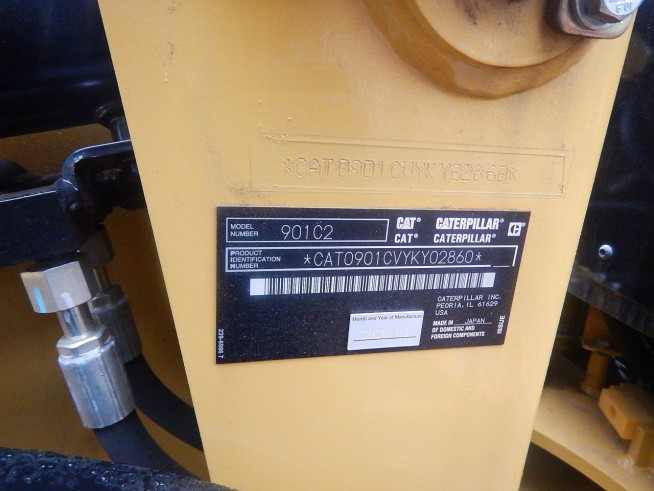 *CAT0901CVYKY02860*
MODEL NUMBER 901C2 CAT® CATERPILLAR®
CAT® CATERPILLAR®
PRODUCT IDENTIFICATION NUMBER *CAT0901CVYKY02860*
CATERPILLAR INC.
PEORIA, IL 61629
USA
Month and Year of Manufacture
MADE IN JAPAN
OF DOMESTIC AND
FOREIGN COMPONENTS